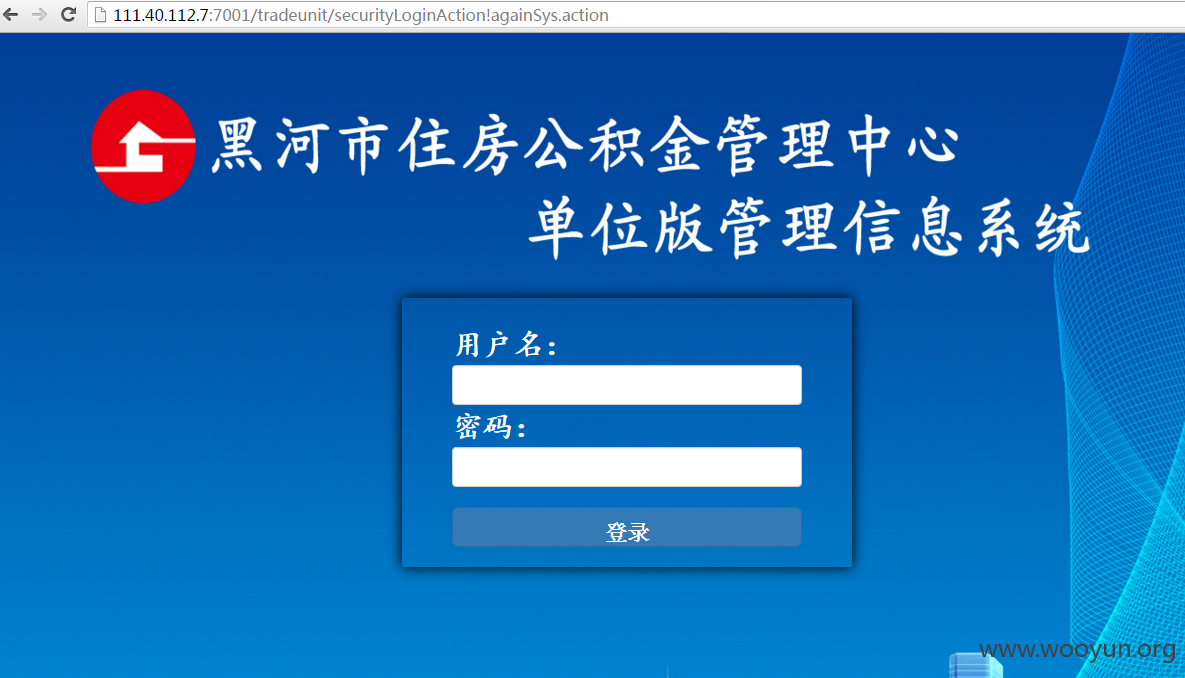 111.40.112.7:7001/tradeunit/securityLoginAction!againSys.action
黑河市住房公积金管理中心
单位版管理信息系统
用户名：
密码：
登录
www.wooyun.org